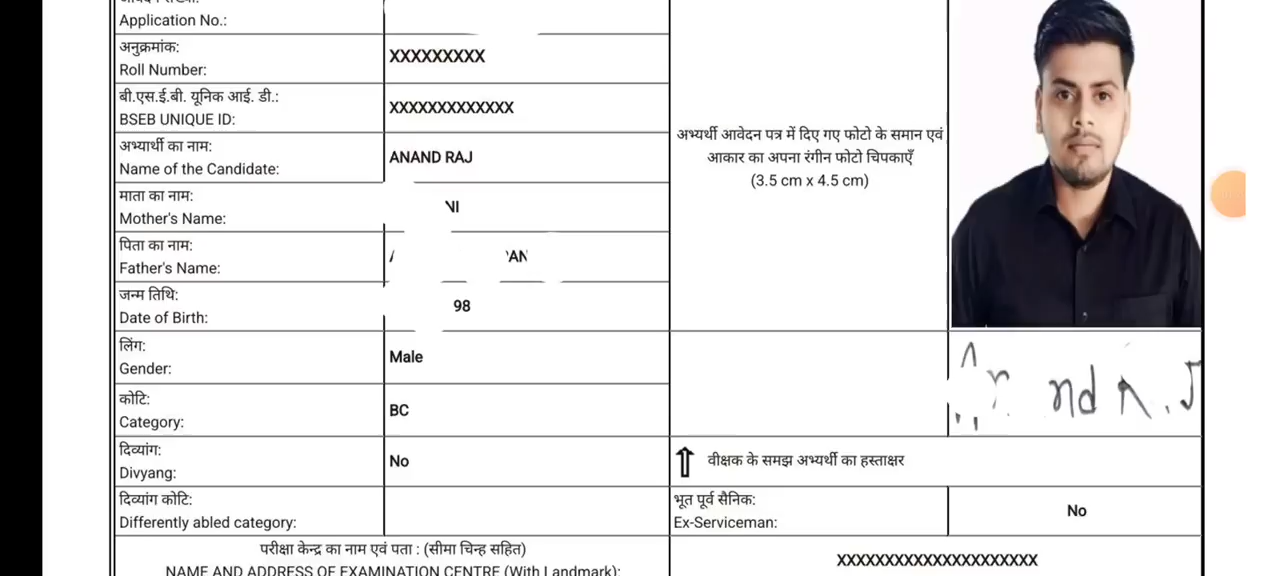 Application No.:
अनुक्रमांक:
Roll Number:
XXXXXXXXX
बी.एस.ई.बी. यूनिक आई. डी.:
BSEB UNIQUE ID:
XXXXXXXXXXXXX
अभ्यार्थी का नाम:
Name of the Candidate:
ANAND RAJ
माता का नाम:
Mother's Name:
NI
पिता का नाम:
Father's Name:
जन्म तिथि:
Date of Birth:
98
अभ्यर्थी आवेदन पत्र में दिए गए फोटो के समान एवं
आकार का अपना रंगीन फोटो चिपकाएँ
(3.5 cm x 4.5 cm)
लिंग:
Gender:
Male
कोटि:
Category:
BC
दिव्यांग:
Divyang:
No
⇑ वीक्षक के समझ अभ्यर्थी का हस्ताक्षर
दिव्यांग कोटि:
Differently abled category:
भूत पूर्व सैनिक:
Ex-Serviceman:
No
परीक्षा केन्द्र का नाम एवं पता : (सीमा चिन्ह सहित)
NAME AND ADDRESS OF EXAMINATION CENTRE (With Landmark):
XXXXXXXXXXXXXXXXXXXXX